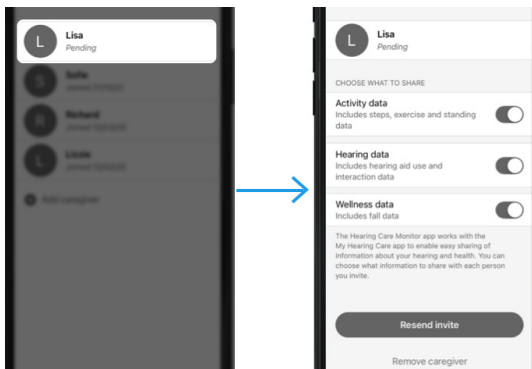 L
Lisa
Pending
S
Sofie
R
Richard
L
Lizzie
Add caregiver
L
Lisa
Pending
CHOOSE WHAT TO SHARE
Activity data
Includes steps, exercise and standing
data
Hearing data
Includes hearing aid use and
interaction data
Wellness data
Includes fall data
The Hearing Care Monitor app works with the
My Hearing Care app to enable easy sharing of
information about your hearing and health. You can
choose what information to share with each person
you invite.
Resend invite
Remove caregiver